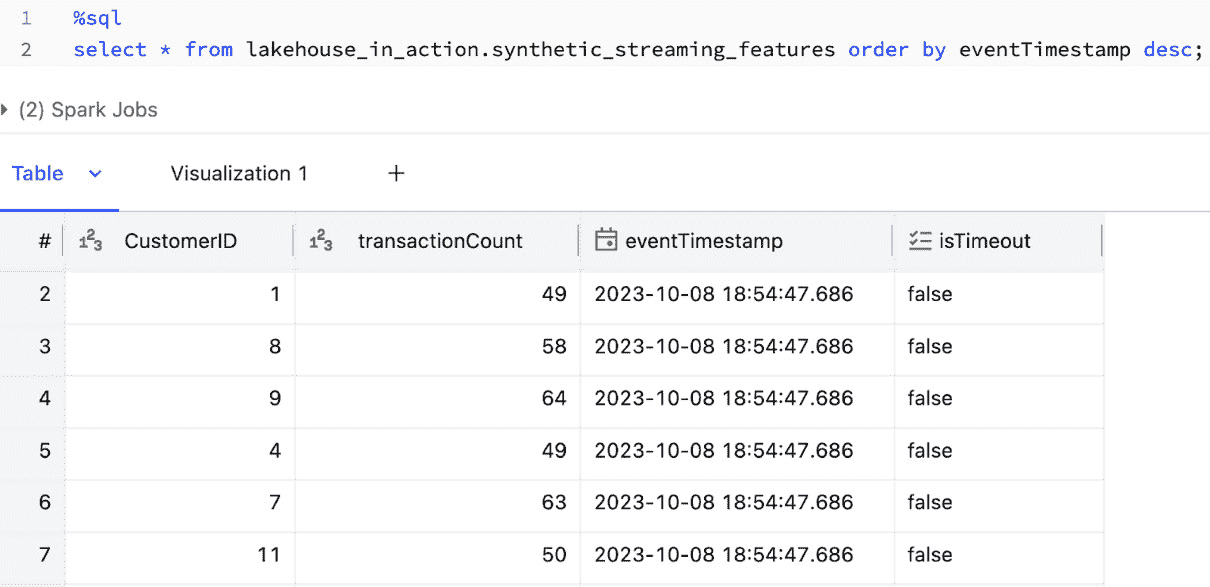 1 %sql
2 select * from lakehouse_in_action.synthetic_streaming_features order by eventTimestamp desc;
(2) Spark Jobs
Table Visualization 1 +
# 123 CustomerID 123 transactionCount eventTimestamp isTimeout
2 1 49 2023-10-08 18:54:47.686 false
3 8 58 2023-10-08 18:54:47.686 false
4 9 64 2023-10-08 18:54:47.686 false
5 4 49 2023-10-08 18:54:47.686 false
6 7 63 2023-10-08 18:54:47.686 false
7 11 50 2023-10-08 18:54:47.686 false